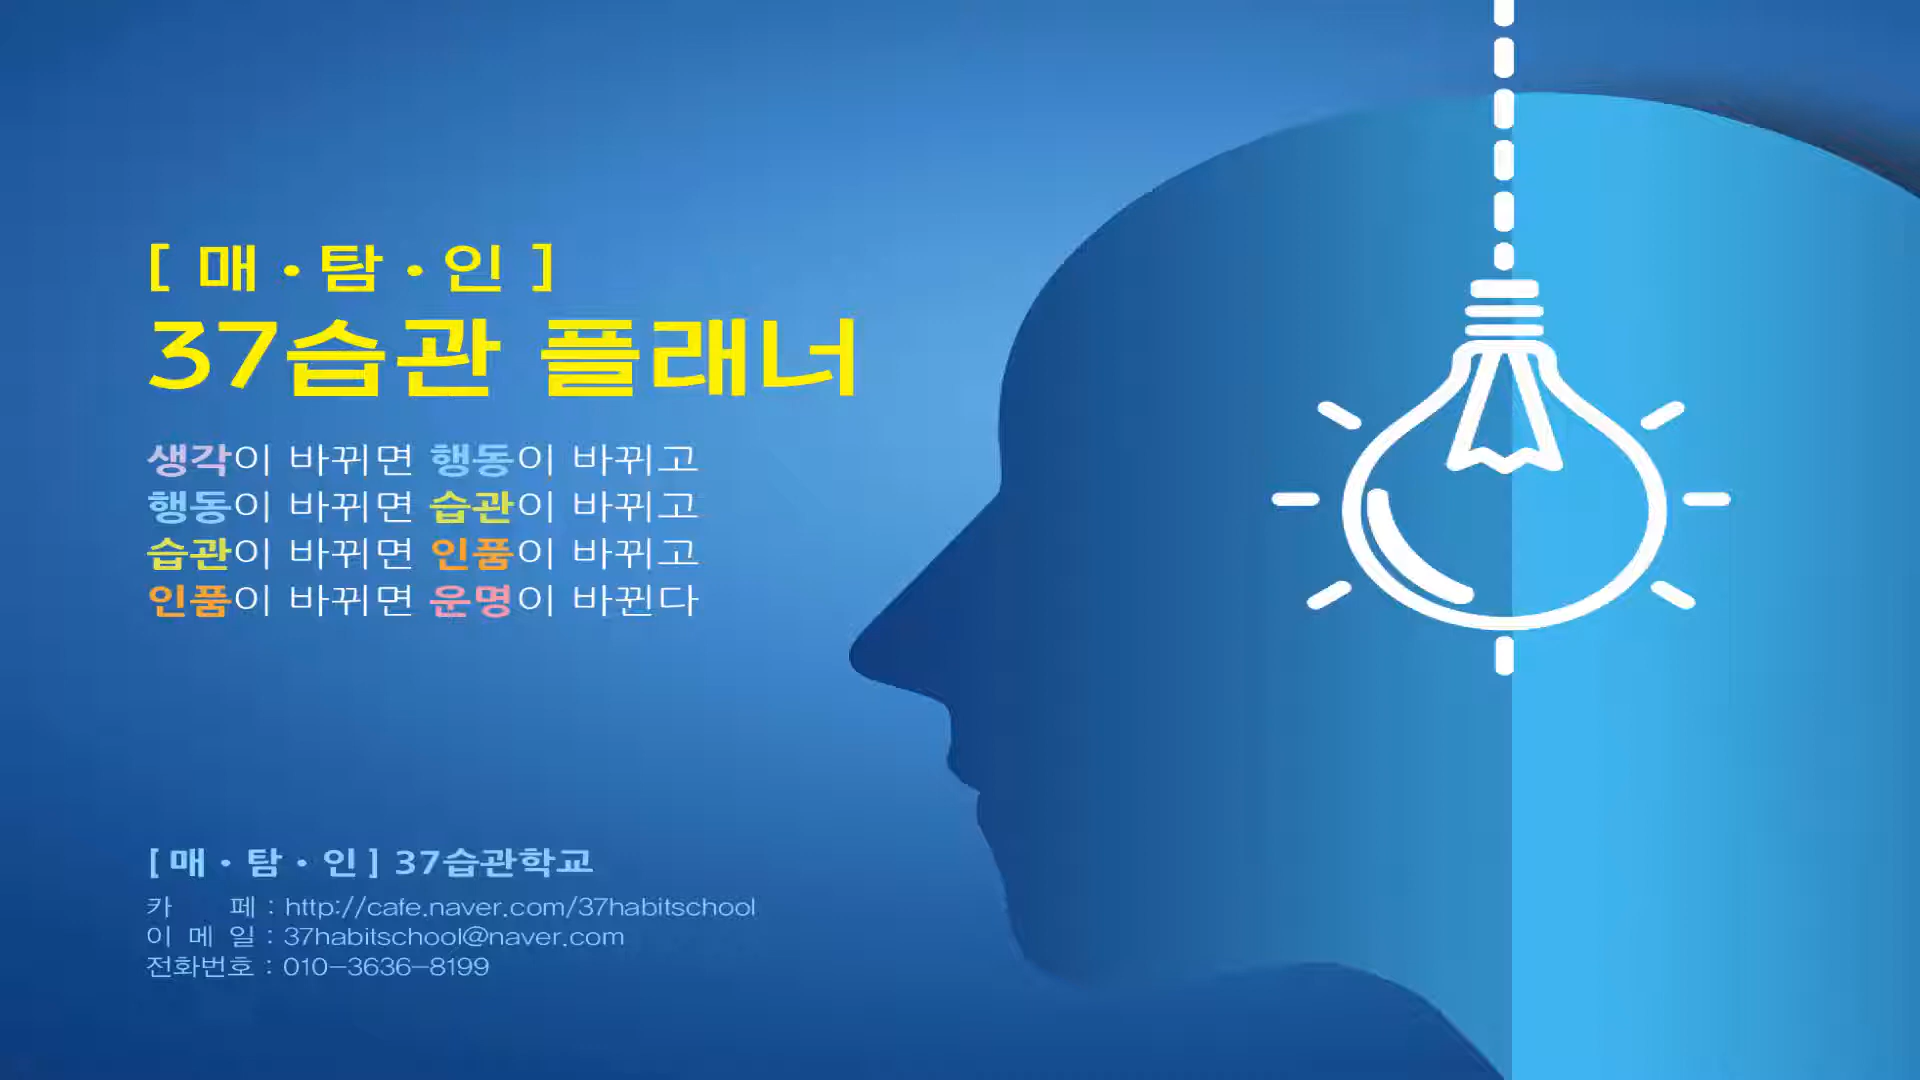 [ 매 · 탐 · 인 ]
37습관 플래너
생각이 바뀌면 행동이 바뀌고
행동이 바뀌면 습관이 바뀌고
습관이 바뀌면 인품이 바뀌고
인품이 바뀌면 운명이 바뀐다
[ 매 · 탐 · 인 ] 37습관학교
카 페 : http://cafe.naver.com/37habitschool
이 메 일 : 37habitschool@naver.com
전화번호 : 010-3636-8199